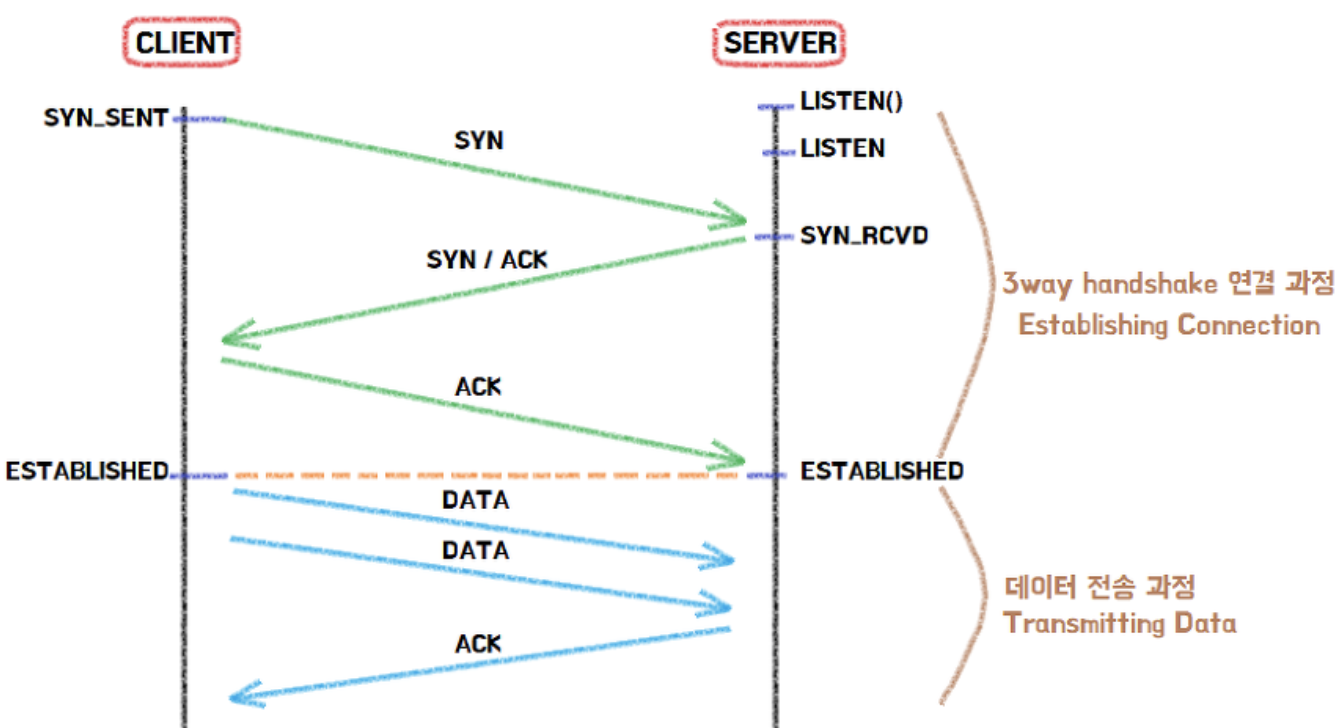 CLIENT
SERVER
LISTEN()
SYN_SENT
SYN
LISTEN
SYN_RCVD
SYN / ACK
3way handshake 연결 과정
Establishing Connection
ACK
ESTABLISHED
ESTABLISHED
DATA
DATA
데이터 전송 과정
Transmitting Data
ACK